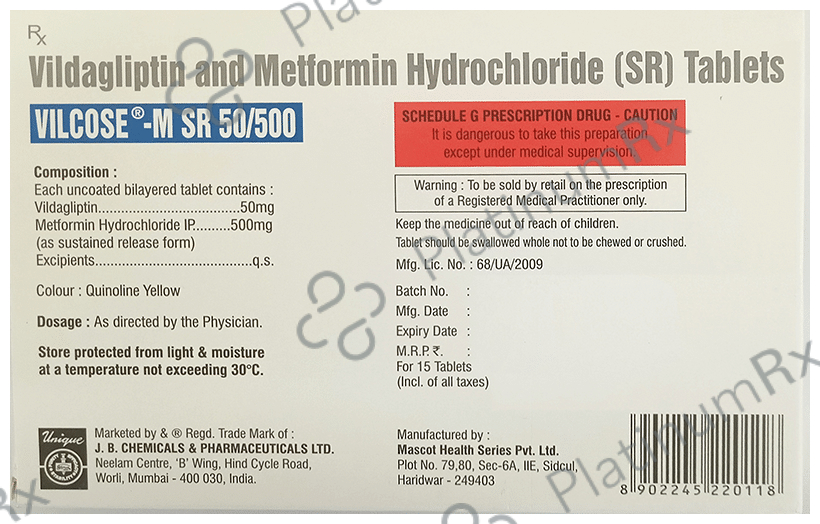 Rx
Vildagliptin and Metformin Hydrochloride (SR) Tablets
VILCOSE®-M SR 50/500
Composition :
Each uncoated bilayered tablet contains :
Vildagliptin....................................50mg
Metformin Hydrochloride IP.........500mg
(as sustained release form)
Excipients........................................q.s.
Colour : Quinoline Yellow
Dosage : As directed by the Physician.
Store protected from light & moisture
at a temperature not exceeding 30°C.
Unique
Marketed by & ® Regd. Trade Mark of :
J. B. CHEMICALS & PHARMACEUTICALS LTD.
Neelam Centre, 'B' Wing, Hind Cycle Road,
Worli, Mumbai - 400 030, India.
SCHEDULE G PRESCRIPTION DRUG - CAUTION
It is dangerous to take this preparation
except under medical supervision.
Warning : To be sold by retail on the prescription
of a Registered Medical Practitioner only.
Keep the medicine out of reach of children.
Tablet should be swallowed whole not to be chewed or crushed.
Mfg. Lic. No. : 68/UA/2009
Batch No. :
Mfg. Date :
Expiry Date :
M.R.P. ₹. :
For 15 Tablets
(Incl. of all taxes)
Manufactured by :
Mascot Health Series Pvt. Ltd.
Plot No. 79,80, Sec-6A, IIE, Sidcul,
Haridwar - 249403
8 902245 220118
PlatinumRx
PlatinumRx
PlatinumRx